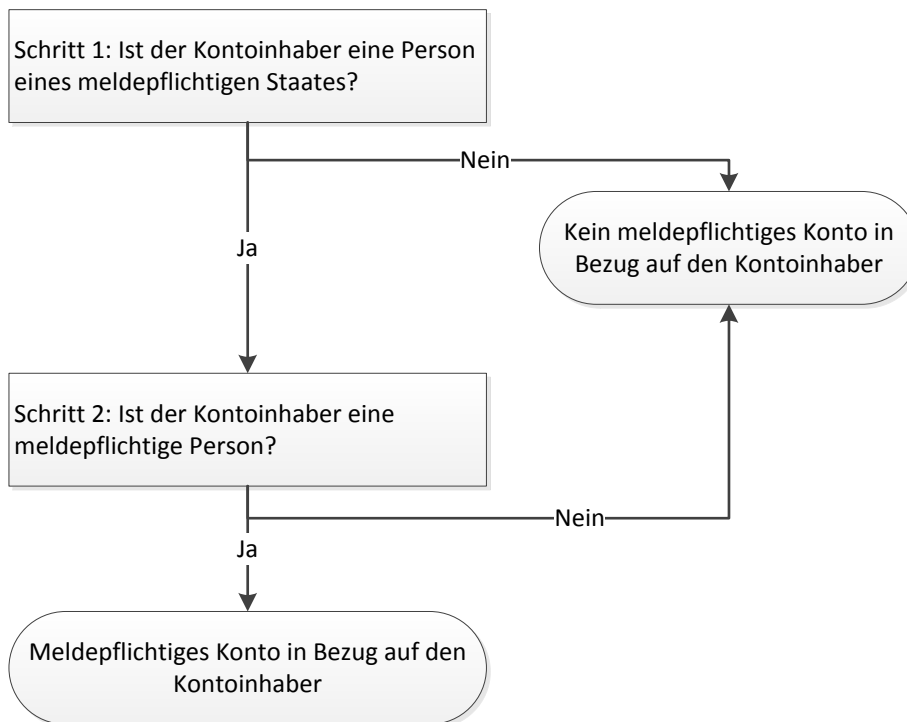 Schritt 1: Ist der Kontoinhaber eine Person
eines meldepflichtigen Staates?
Nein
Kein meldepflichtiges Konto in
Bezug auf den Kontoinhaber
Ja
Schritt 2: Ist der Kontoinhaber eine
meldepflichtige Person?
Nein
Ja
Meldepflichtiges Konto in Bezug auf den
Kontoinhaber